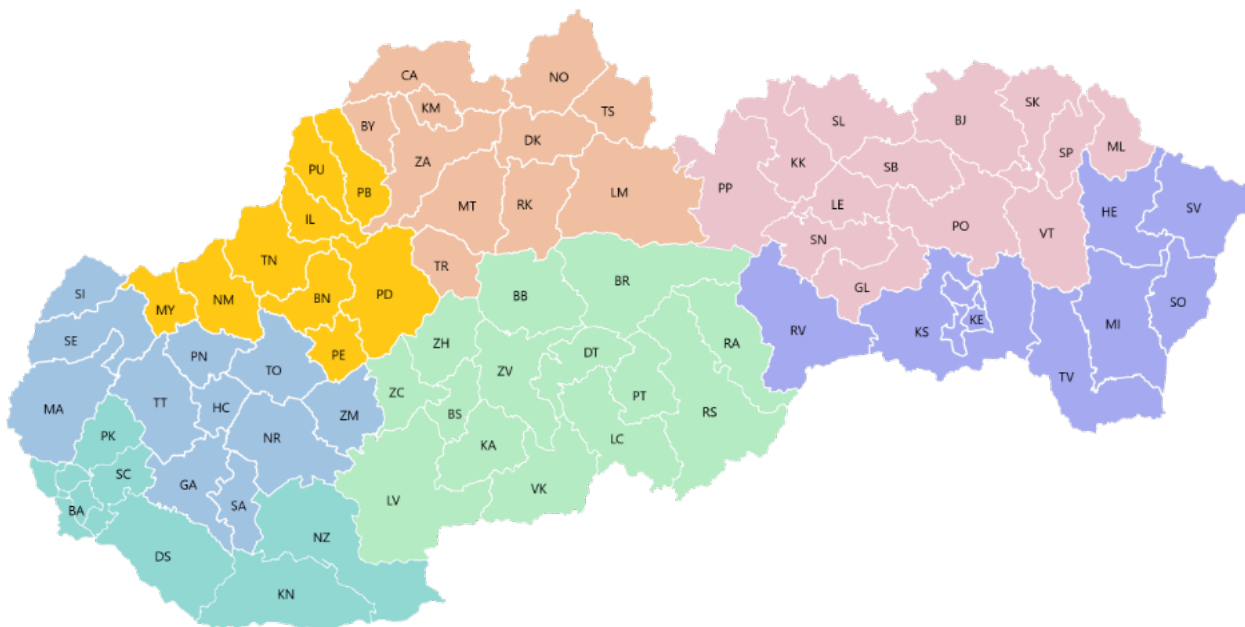 CA
NO
KM
TS
BY
DK
ZA
PU
PB
MT
RK
LM
IL
TN
TR
BN
PD
MY
NM
PE
SK
SL
BJ
SP
ML
KK
SB
PP
LE
SN
PO
VT
GL
HE
SV
RV
KS
KE
MI
SO
TV
SI
SE
PN
TO
MA
TT
HC
ZM
NR
GA
SA
PK
SC
BA
DS
NZ
KN
BB
BR
ZH
DT
RA
ZV
ZC
BS
PT
RS
KA
LC
LV
VK